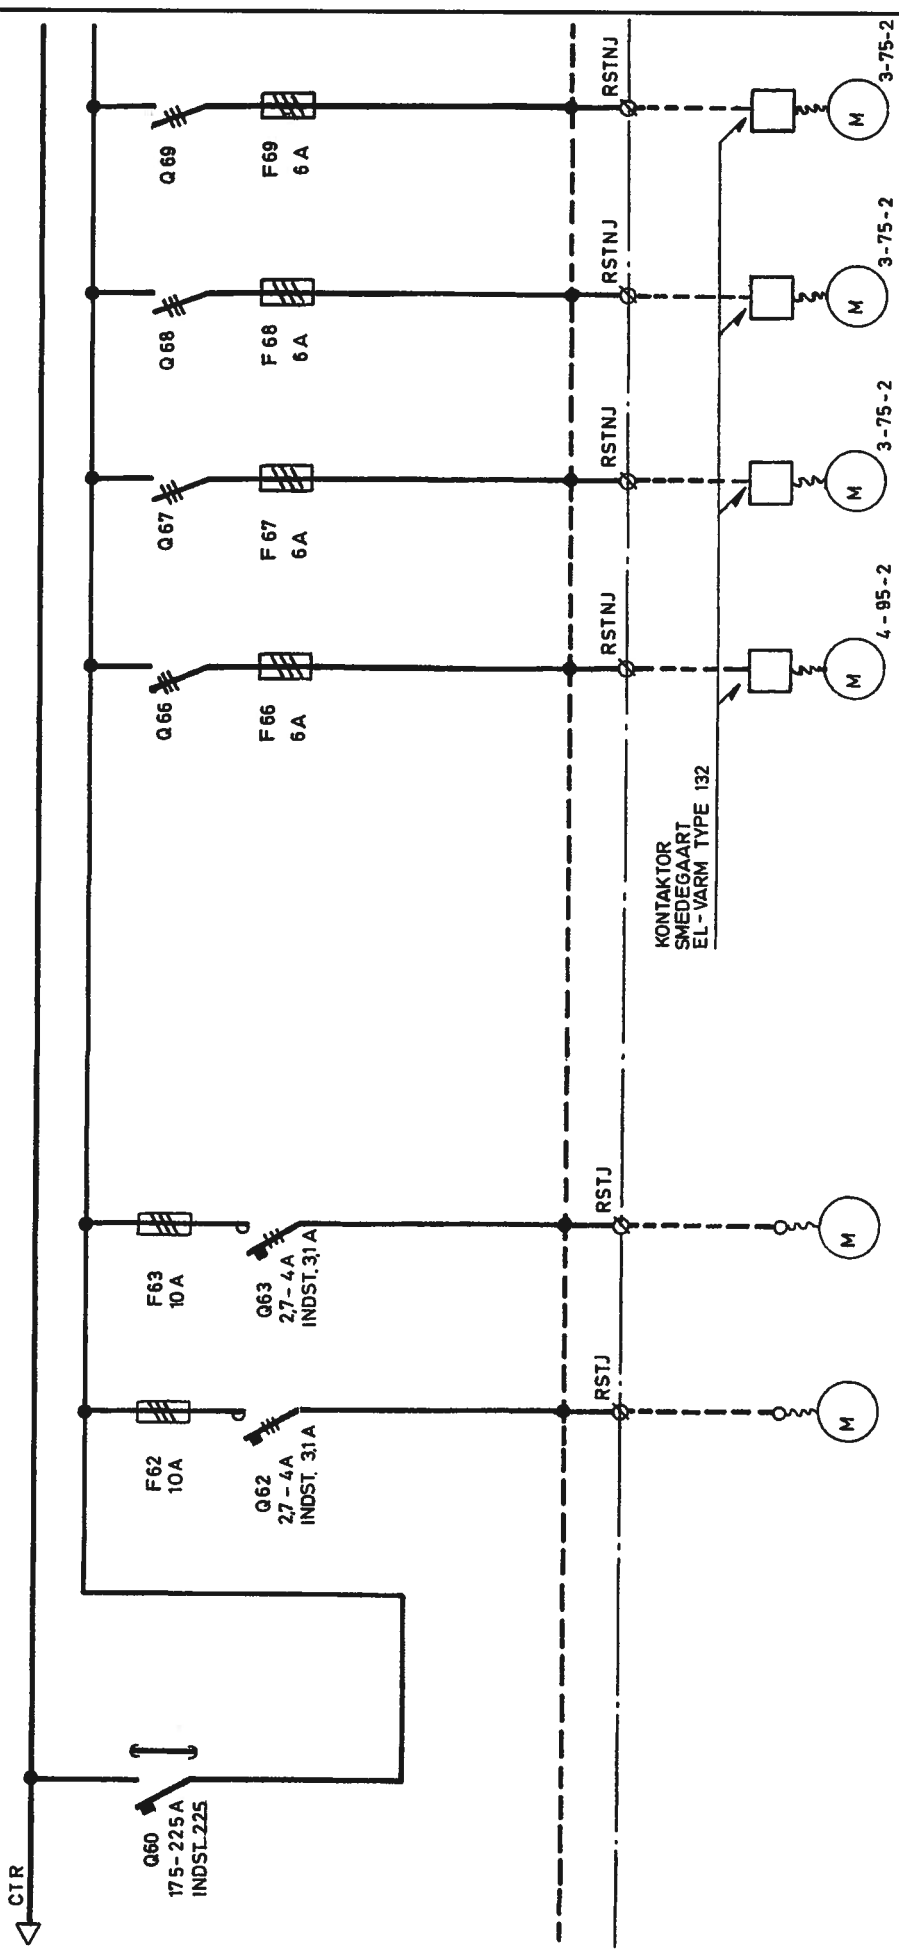 CTR
Q60
175-225A
INDST.225
F62
10A
Q62
2,7-4A
INDST. 3,1A
RSTJ
M
F63
10A
Q63
2,7-4A
INDST. 3,1A
RSTJ
M
KONTAKTOR
SMEDEGAART
EL-VARM TYPE 132
Q66
F66
6A
RSTNJ
M
4-95-2
Q67
F67
6A
RSTNJ
M
3-75-2
Q68
F68
6A
RSTNJ
M
3-75-2
Q69
F69
6A
RSTNJ
M
3-75-2